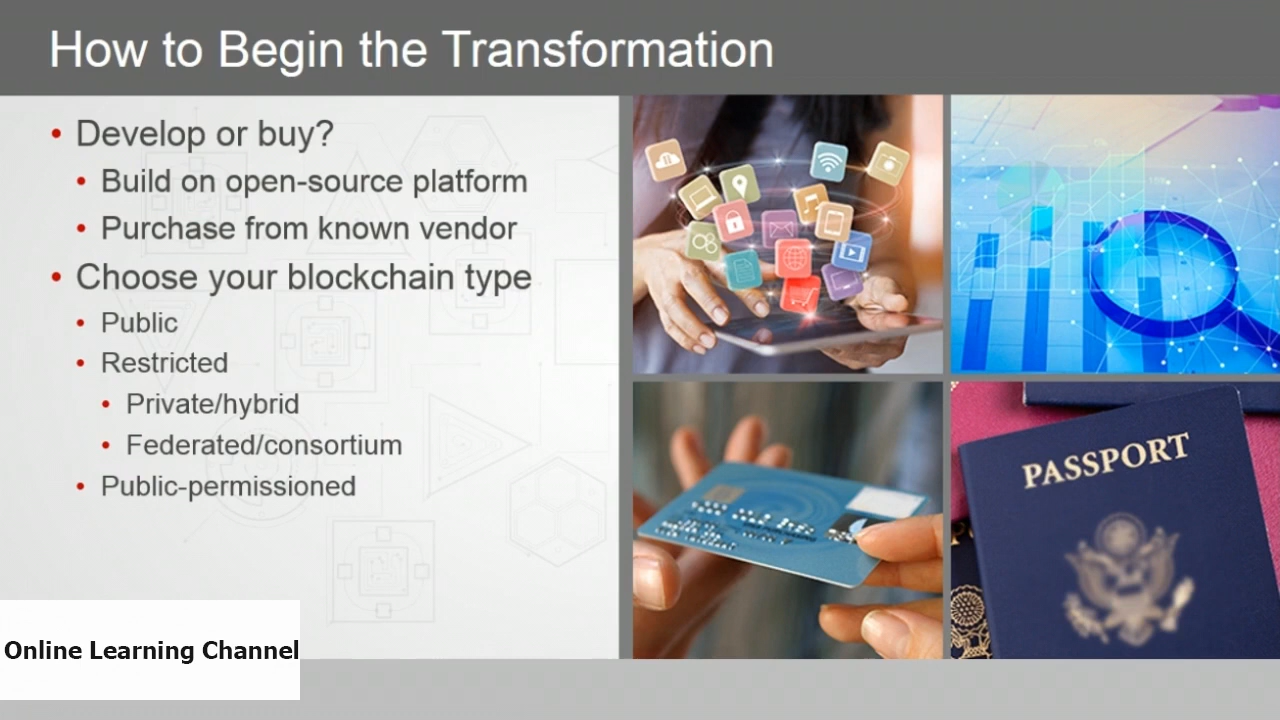 How to Begin the Transformation
• Develop or buy?
• Build on open-source platform
• Purchase from known vendor
• Choose your blockchain type
• Public
• Restricted
• Private/hybrid
• Federated/consortium
• Public-permissioned
PASSPORT
Online Learning Channel